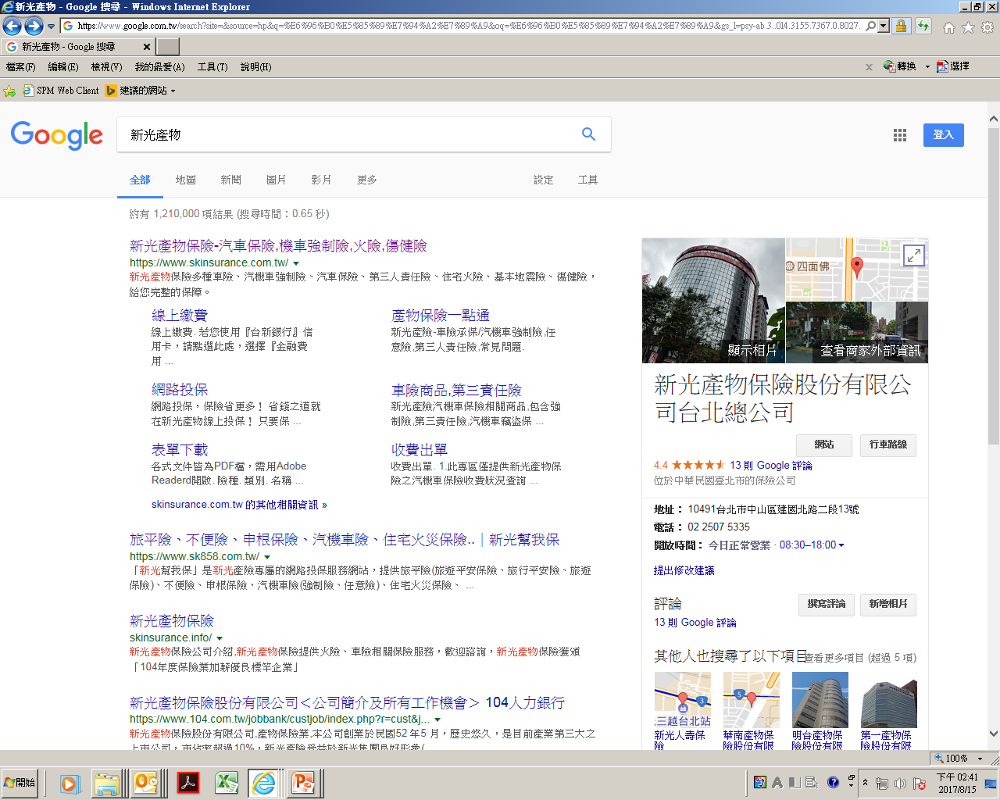 新光產物 - Google 搜尋 - Windows Internet Explorer
https://www.google.com.tw/search?site=&source=hp&q=%E6%96%B0%E5%85%89%E7%94%A2%E7%89%A9&oq=%E6%96%B0%E5%85%89%E7%94%A2%E7%89%A9&gs_l=psy-ab.3..0l4.3155.7367.0.8027.
新光產物 - Google 搜尋
檔案(F) 編輯(E) 檢視(V) 我的最愛(A) 工具(T) 說明(H)
轉換 選擇
SPM Web Client 建議的網站
Google
新光產物
登入
全部 地圖 新聞 圖片 影片 更多 設定 工具
約有 1,210,000 項結果 (搜尋時間：0.65 秒)
新光產物保險-汽車保險,機車強制險,火險,傷健險
https://www.skinsurance.com.tw/
新光產物保險多種車險、汽機車強制險、汽車保險、第三人責任險、住宅火險、基本地震險、傷健險，
給您完整的保障。
線上繳費
線上繳費. 若您使用『台新銀行』信
用卡，請點選此處，選擇『金融費
用 ...
產物保險一點通
新光產險-車險承保/汽機車強制險,任
意險,第三人責任險,常見問題.
網路投保
網路投保，保險省更多！ 省錢之道就
在新光產物線上投保！ 只要保 ...
車險商品,第三責任險
新光產險汽機車保險相關商品,包含強
制險,第三責任險,汽機車竊盜保 ...
表單下載
各式文件皆為PDF檔，需用Adobe
Readerd開啟. 險種. 類別. 名稱 ...
收費出單
收費出單. 1.此專區僅提供新光產物保
險之汽機車保險收費狀況查詢 ...
skinsurance.com.tw 的其他相關資訊 »
旅平險、不便險、申根保險、汽機車險、住宅火災保險..｜新光幫我保
https://www.sk858.com.tw/
「新光幫我保」是新光產險專屬的網路投保服務網站，提供旅平險(旅遊平安保險、旅行平安險、旅遊
保險)、不便險、申根保險、汽機車險(強制險、任意險)、住宅火災保險、 ...
新光產物保險
skinsurance.info/
新光產物保險公司介紹,新光產物保險提供火險、車險相關保險服務，歡迎諮詢，新光產物保險獲頒
「104年度保險業加薪優良標竿企業」
新光產物保險股份有限公司＜公司簡介及所有工作機會＞ 104人力銀行
https://www.104.com.tw/jobbank/custjob/index.php?r=cust&j...
新光產物保險股份有限公司,產物保險業,本公司創業於民國52 年5 月，歷史悠久，是目前產業第三大之
上市公司，市佔率超過10%，新光產險受益於新光集團良好形象(
四面佛
顯示相片
查看商家外部資訊
新光產物保險股份有限公
司台北總公司
網站 行車路線
4.4 13 則 Google 評論
位於中華民國臺北市的保險公司
地址： 10491台北市中山區建國北路二段13號
電話： 02 2507 5335
開放時間： 今日正常營業 · 08:30–18:00
提出修改建議
評論 撰寫評論 新增相片
13 則 Google 評論
其他人也搜尋了以下項目 查看更多項目 (超過 5 項)
3
三越台北站
5
新光人壽保
險
華南產物保
險股份有限
明台產物保
險股份有限
第一產物保
險股份有限
100%
開始
下午 02:41
2017/8/15